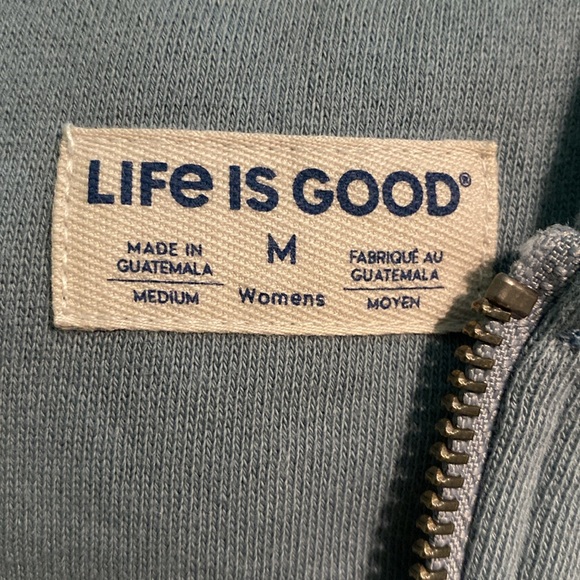 LIFe IS GOOD®
MADE IN
GUATEMALA
MEDIUM
M
Womens
FABRIQUÉ AU
GUATEMALA
MOYEN